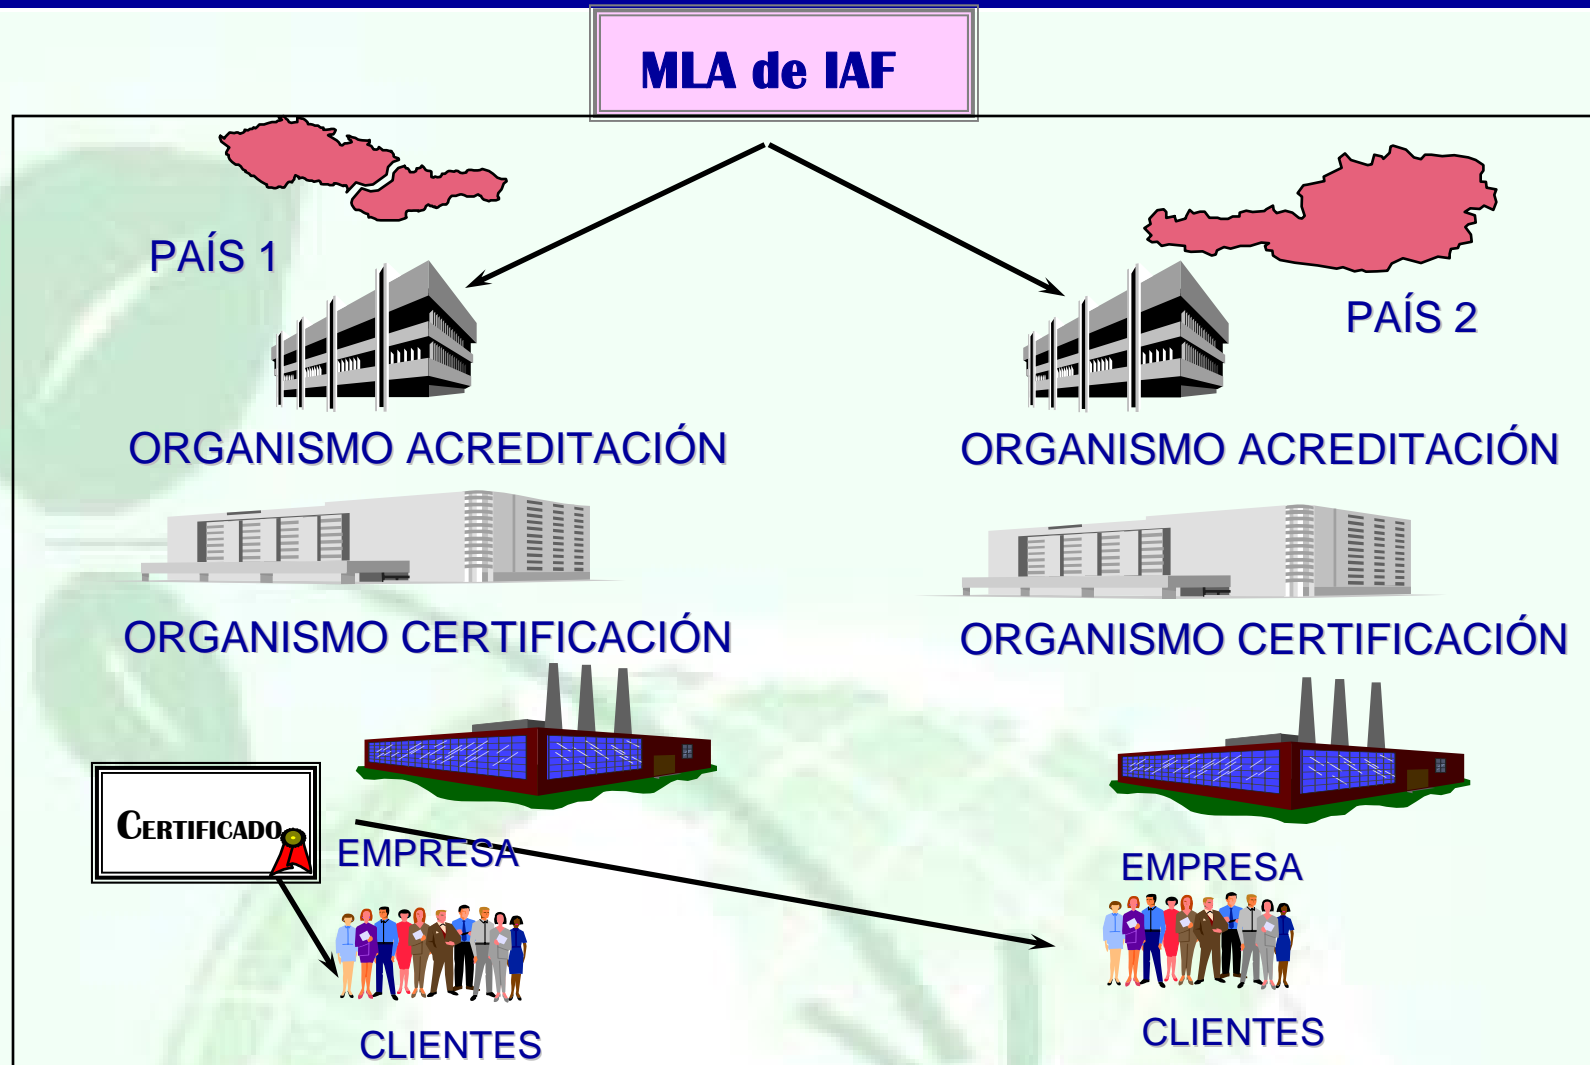 MLA de IAF
PAÍS 1
PAÍS 2
ORGANISMO ACREDITACIÓN
ORGANISMO ACREDITACIÓN
ORGANISMO CERTIFICACIÓN
ORGANISMO CERTIFICACIÓN
CERTIFICADO
EMPRESA
EMPRESA
CLIENTES
CLIENTES